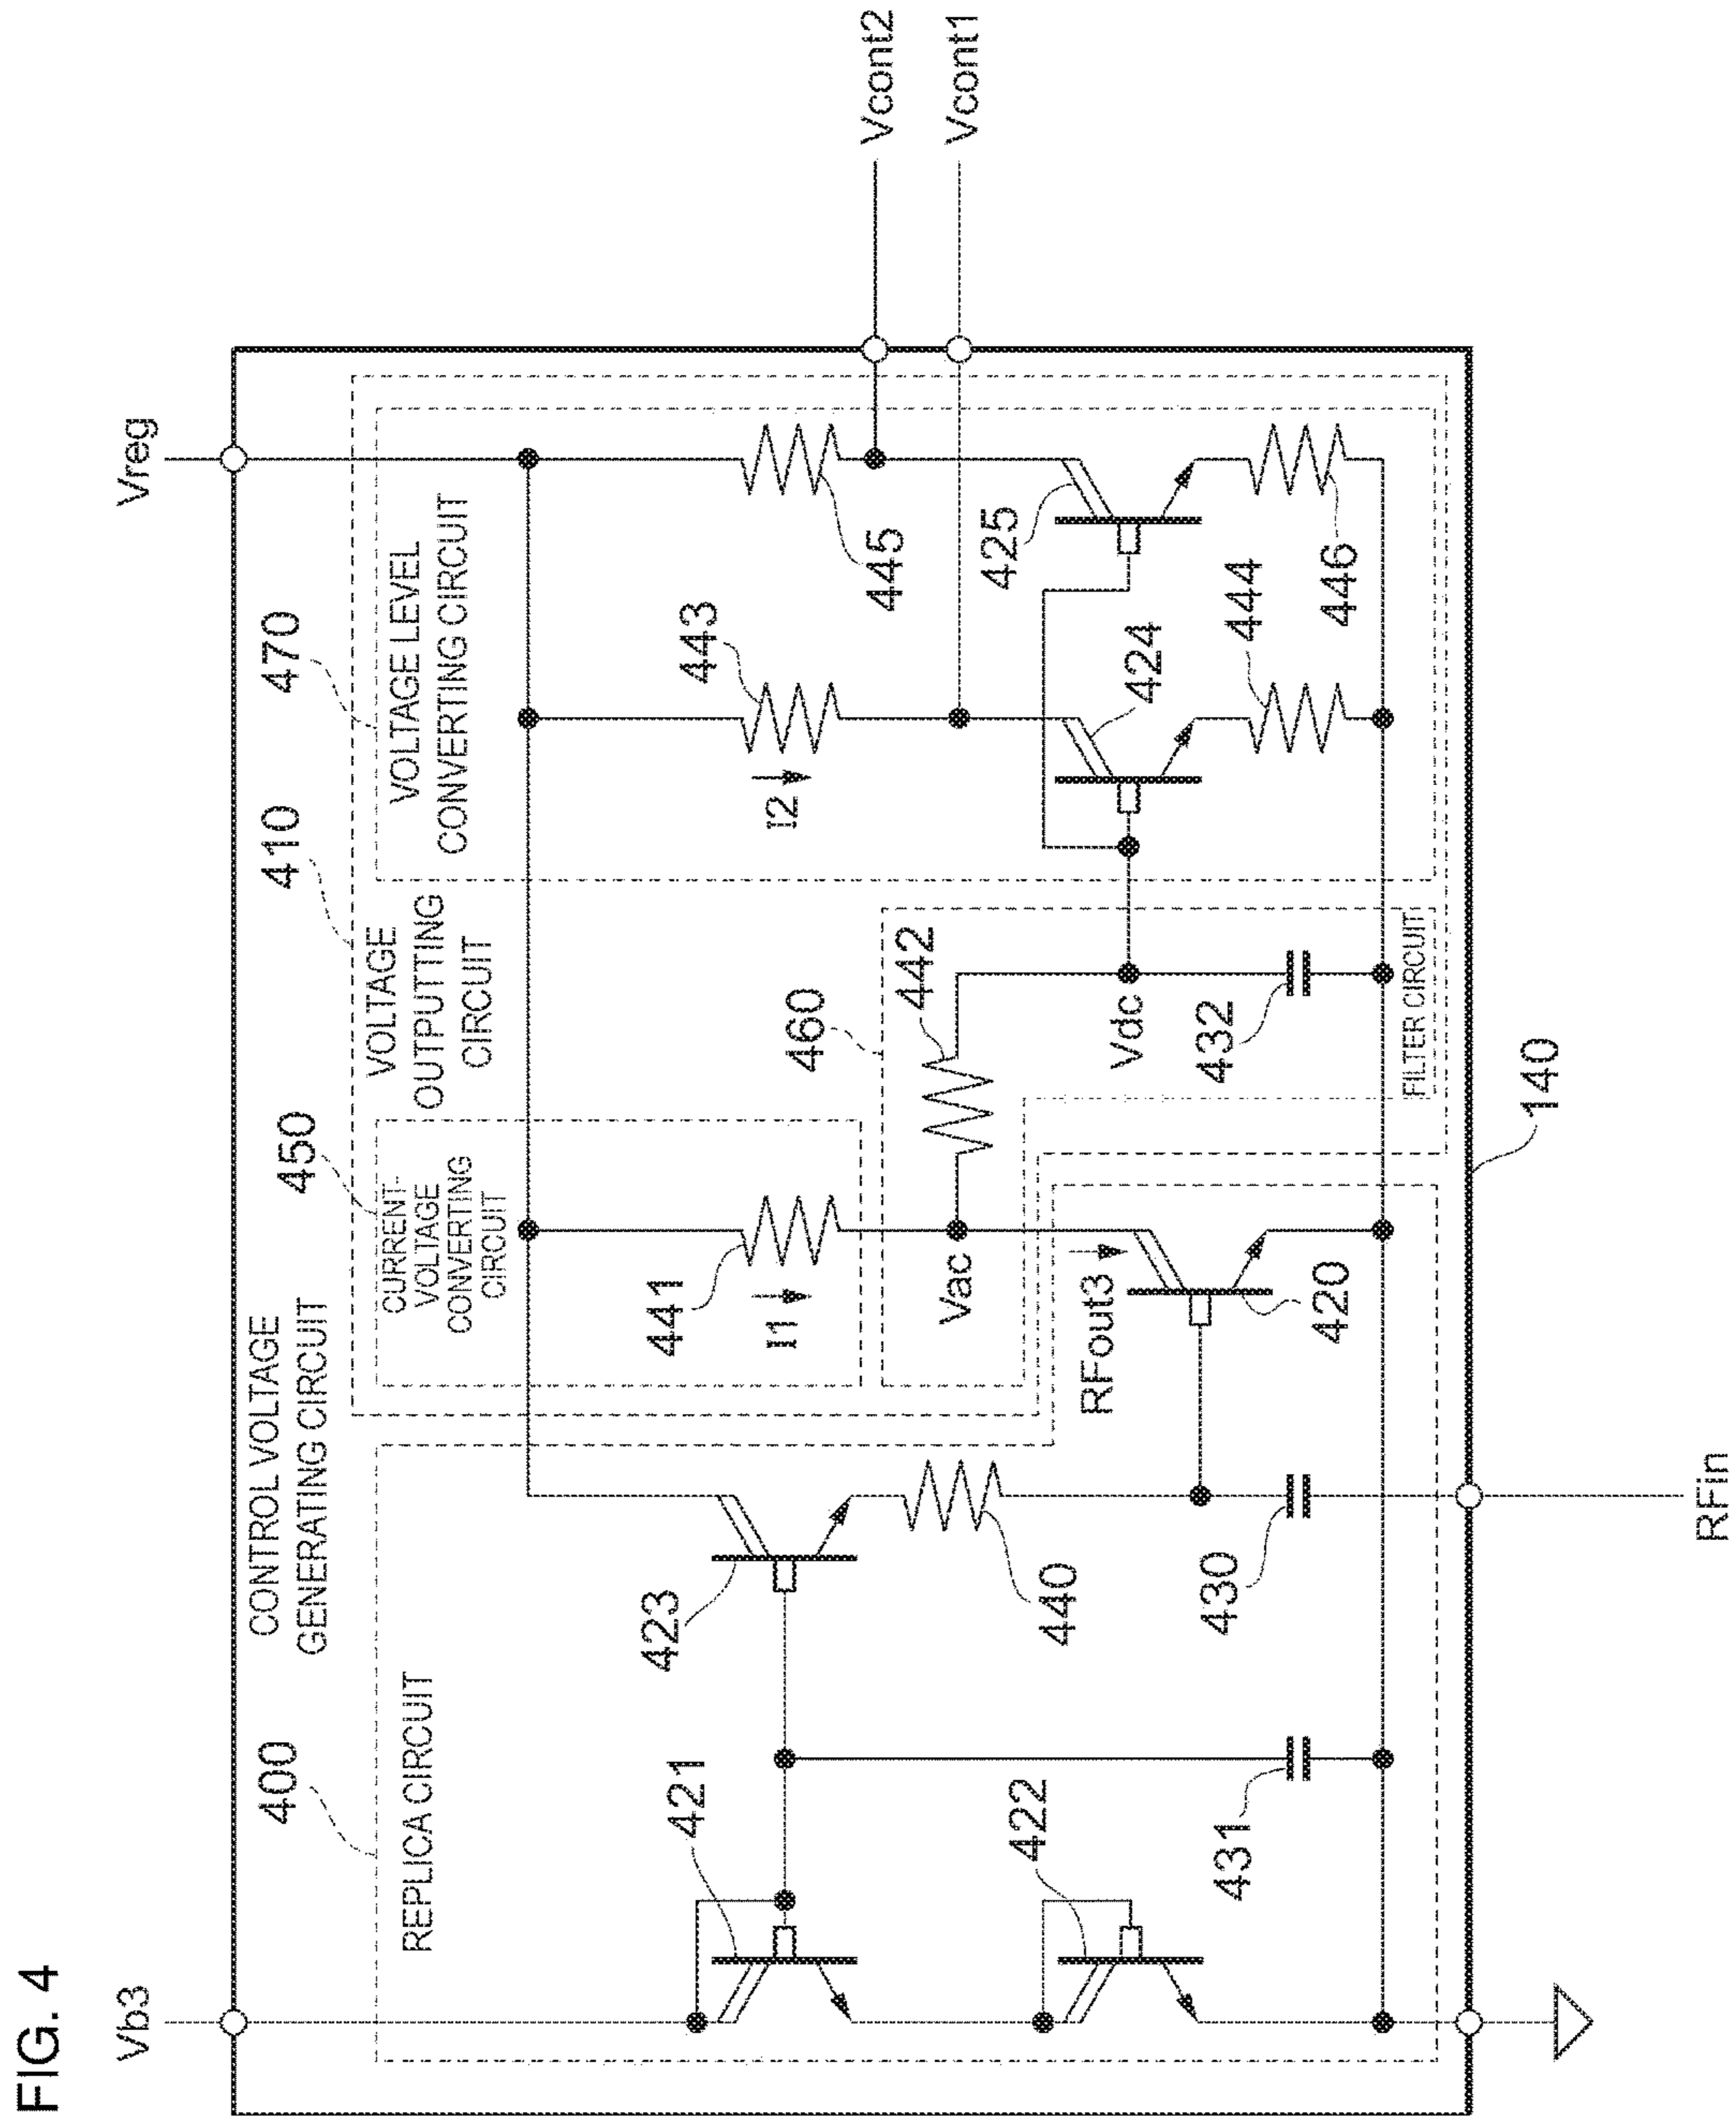 FIG. 4
Vb3
Vreg
CONTROL VOLTAGE
GENERATING CIRCUIT
400
450
410
470
REPLICA CIRCUIT
CURRENT-
VOLTAGE
CONVERTING
CIRCUIT
VOLTAGE
OUTPUTTING
CIRCUIT
VOLTAGE LEVEL
CONVERTING CIRCUIT
421
423
441
I1
443
I2
445
460
442
Vcont2
Vcont1
422
440
Vac
RFout3
Vdc
424
425
431
430
420
432
444
446
FILTER CIRCUIT
140
RFin